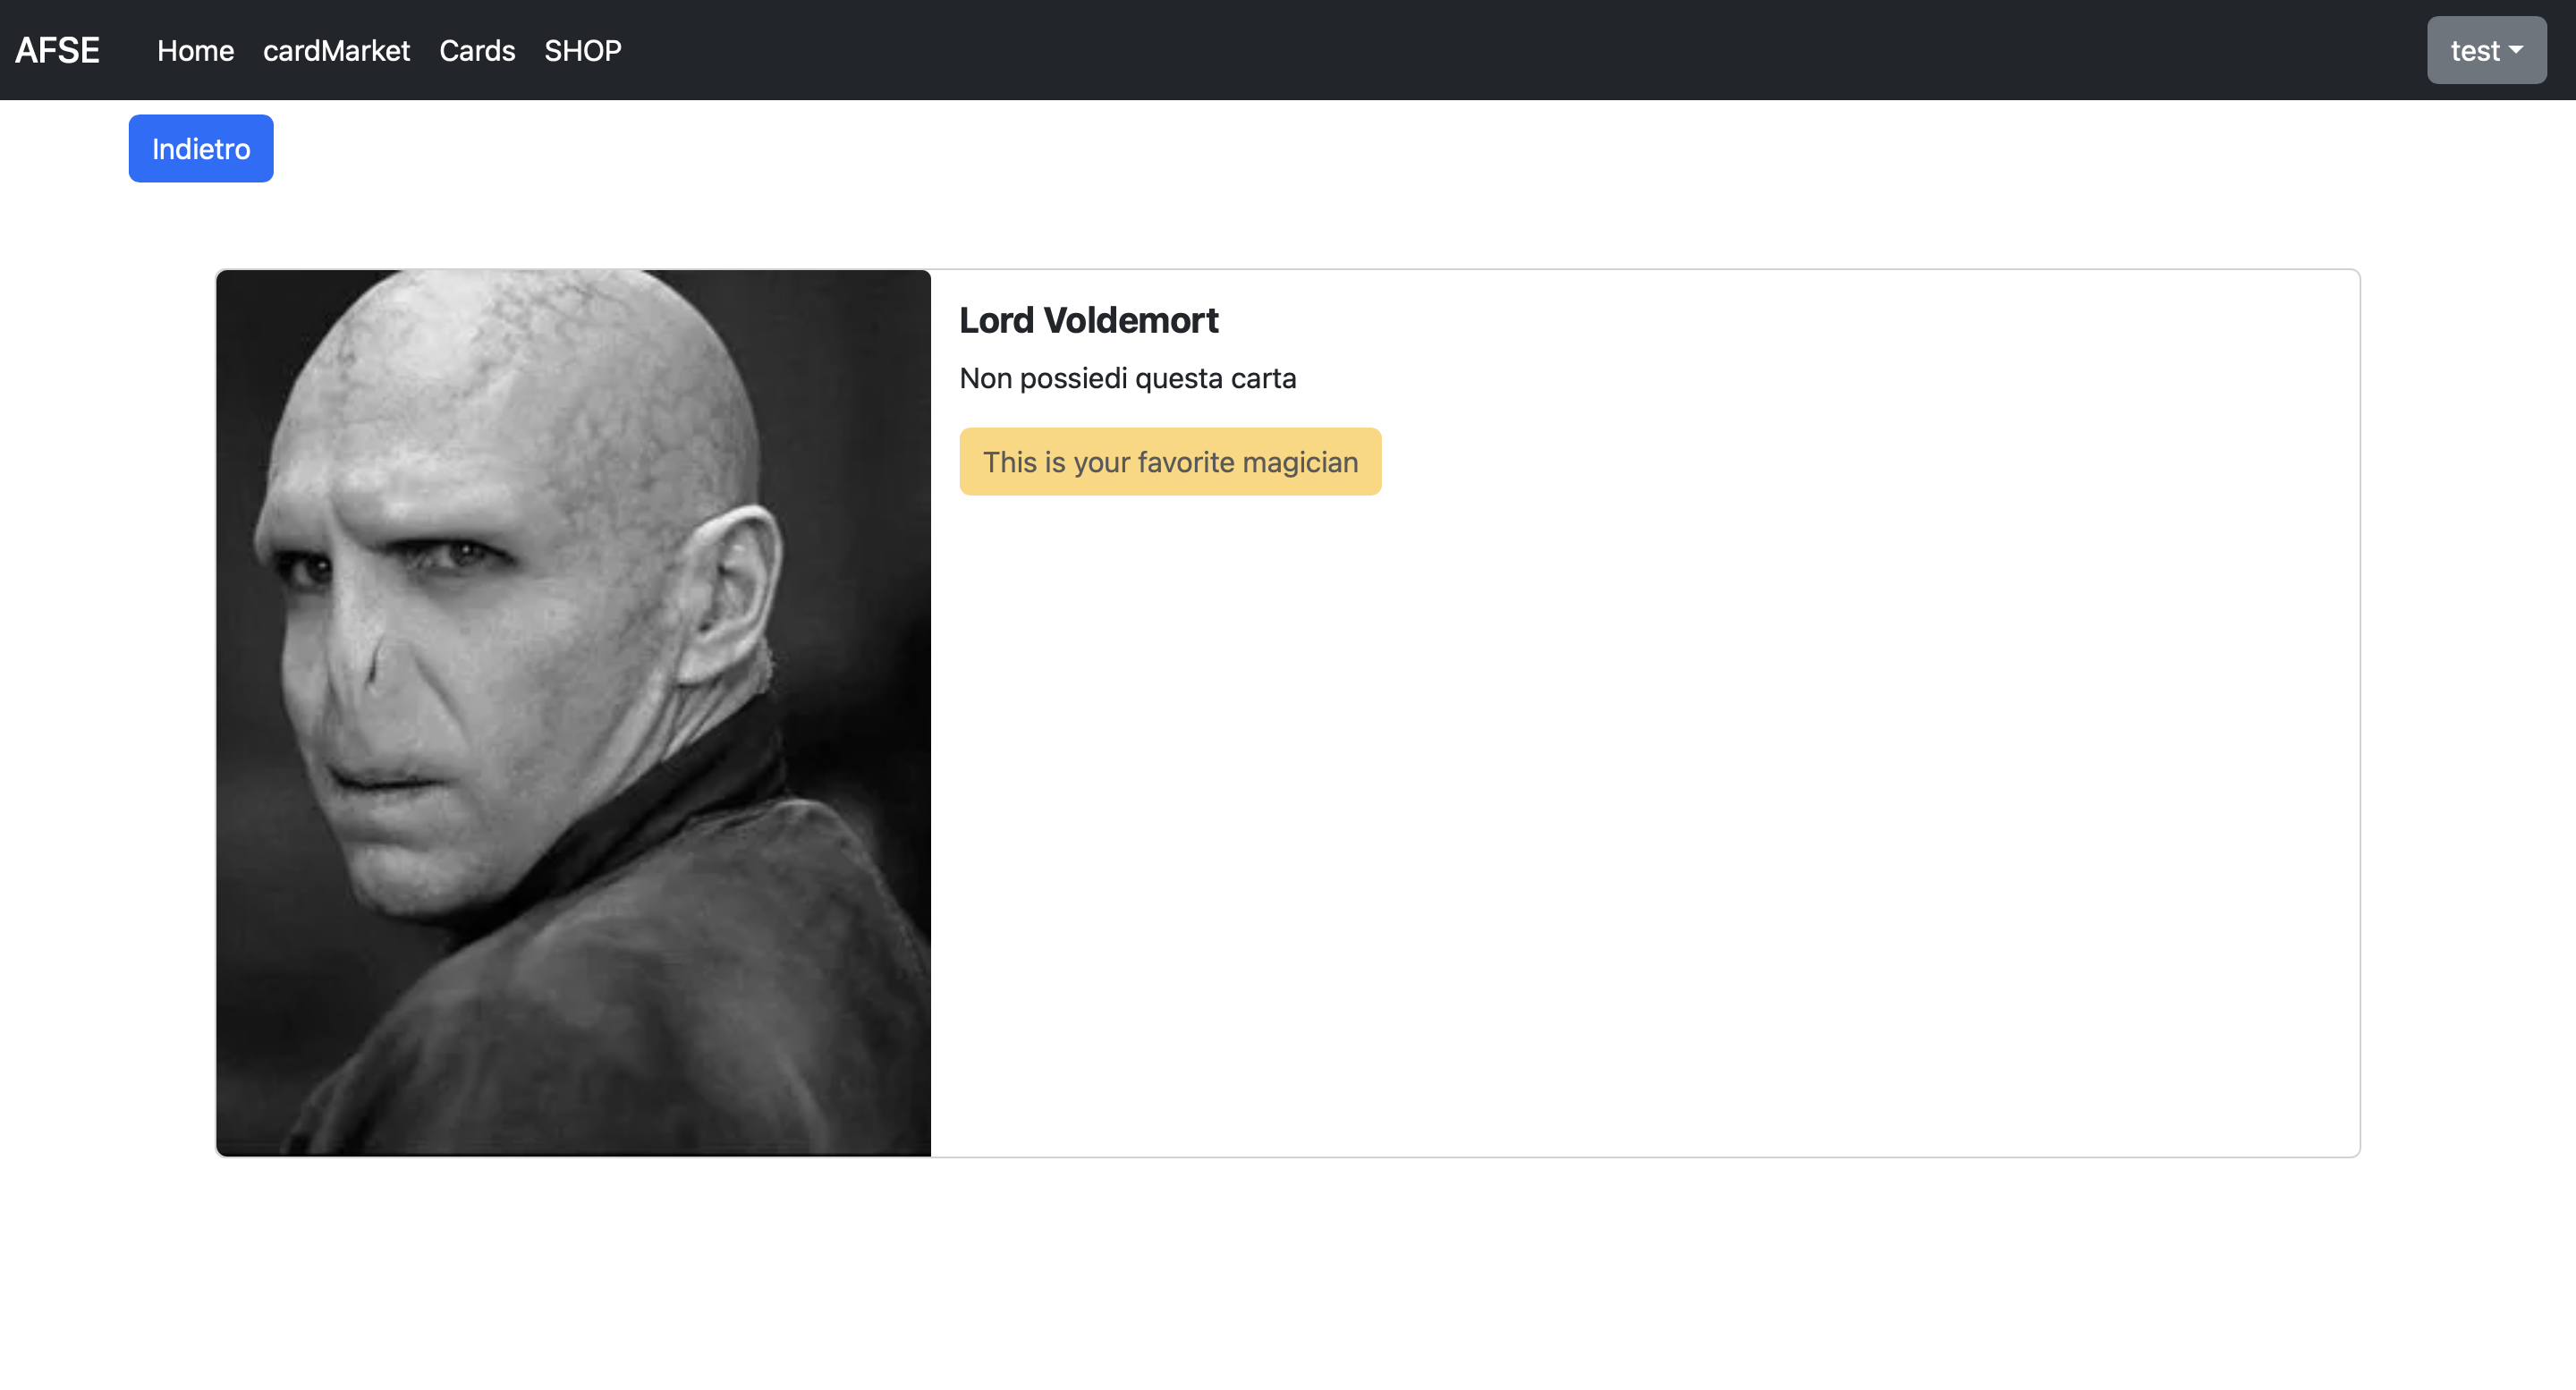 AFSE Home cardMarket Cards SHOP test
Indietro
Lord Voldemort
Non possiedi questa carta
This is your favorite magician